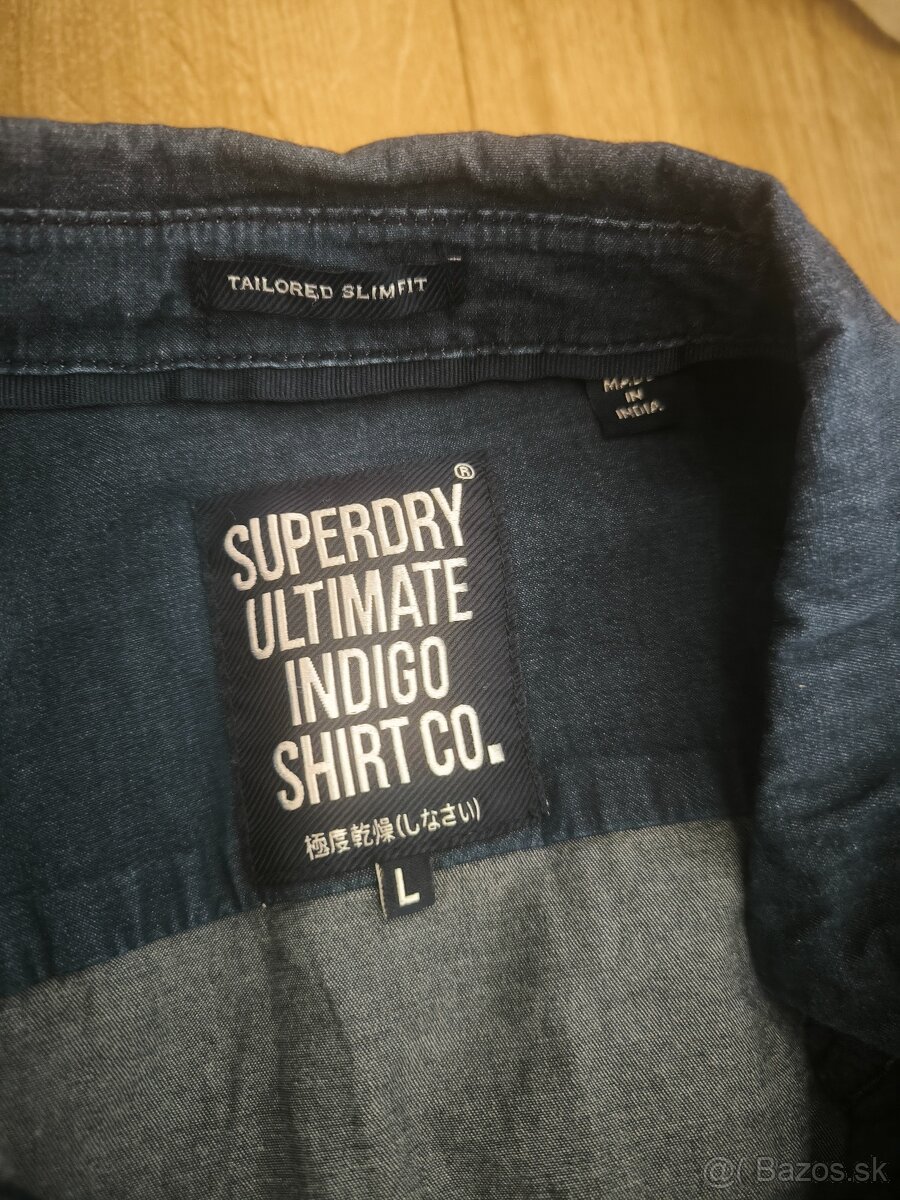 TAILORED SLIMFIT
MADE
IN
INDIA
SUPERDRY®
ULTIMATE
INDIGO
SHIRT CO.
極度乾燥(しなさい)
L
@( Bazos.sk